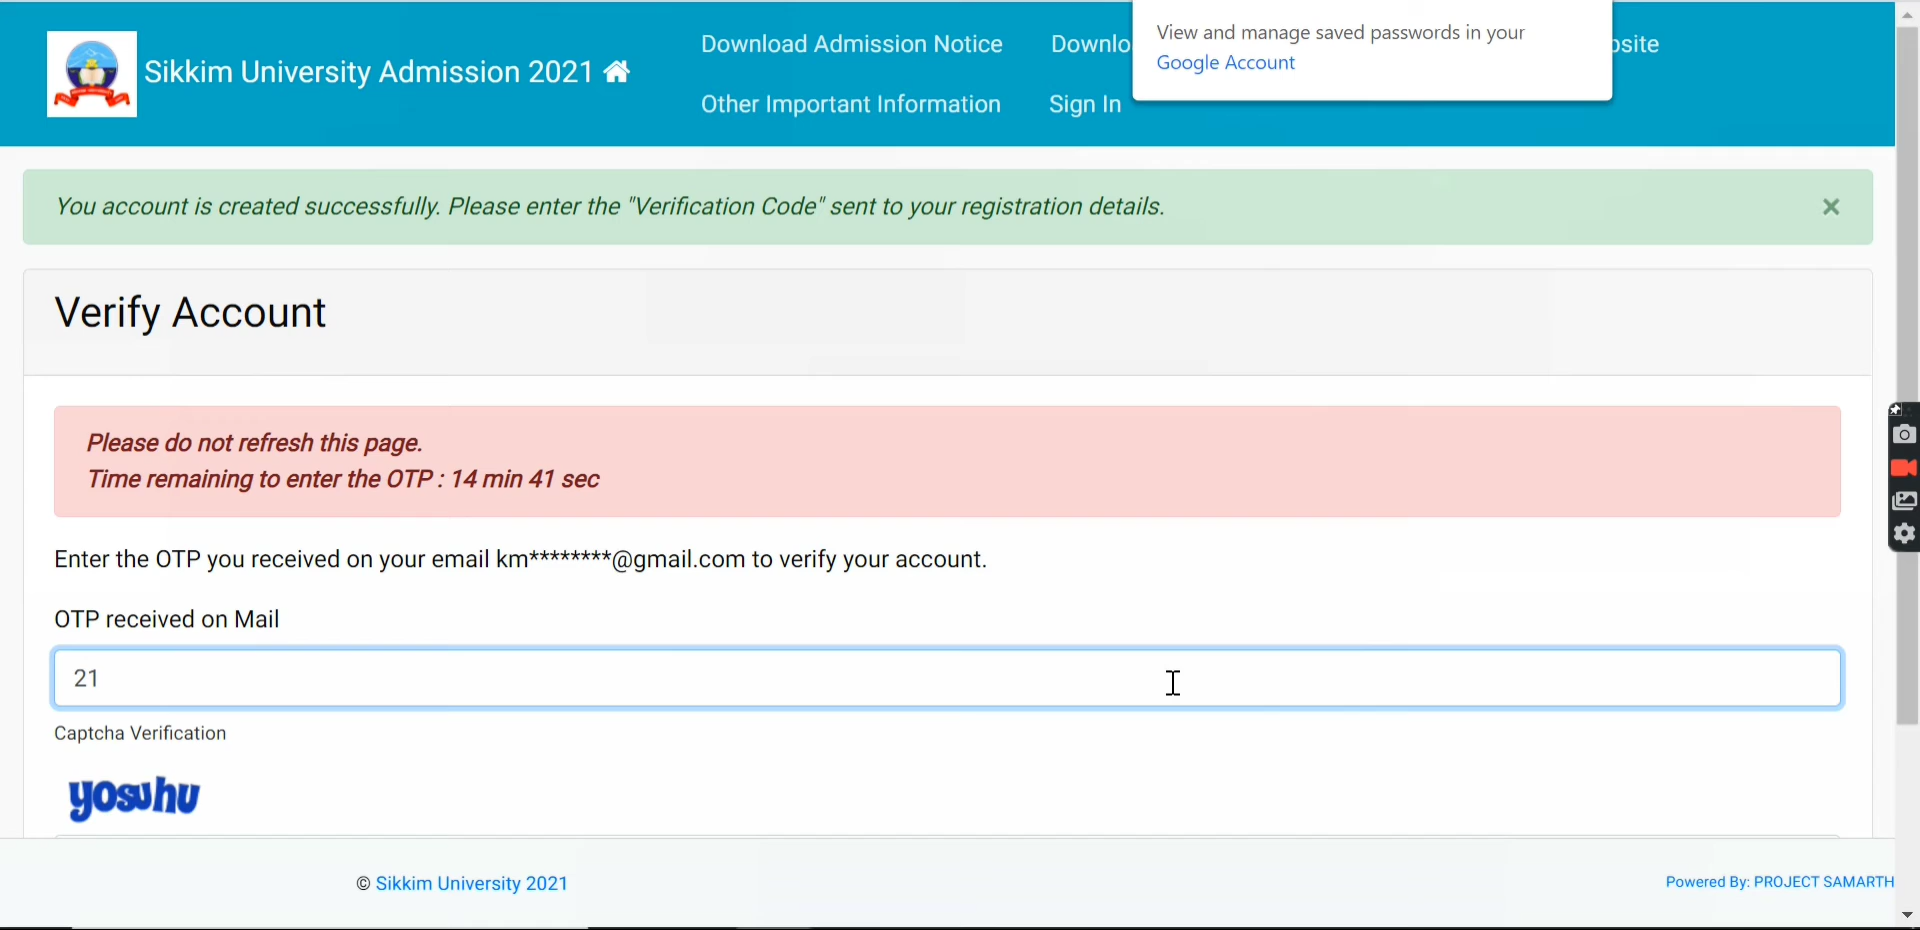 Sikkim University Admission 2021
Download Admission Notice
Downlo
bsite
Other Important Information
Sign In
View and manage saved passwords in your
Google Account
You account is created successfully. Please enter the "Verification Code" sent to your registration details.
×
Verify Account
Please do not refresh this page.
Time remaining to enter the OTP : 14 min 41 sec
Enter the OTP you received on your email km********@gmail.com to verify your account.
OTP received on Mail
21
Captcha Verification
yosuhu
© Sikkim University 2021
Powered By: PROJECT SAMARTH